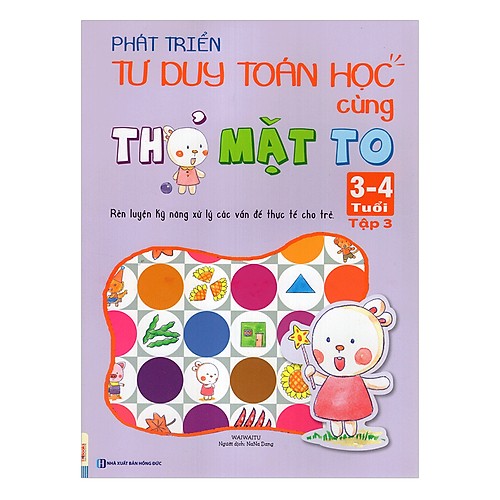 PHÁT TRIỂN
TƯ DUY TOÁN HỌC
cùng
THỎ MẶT TO
3-4
Tuổi
Tập 3
Rèn luyện kỹ năng xử lý các vấn đề thực tế cho trẻ.
WAIWAITU
Người dịch: NaNa Dang
NHÀ XUẤT BẢN HỒNG ĐỨC